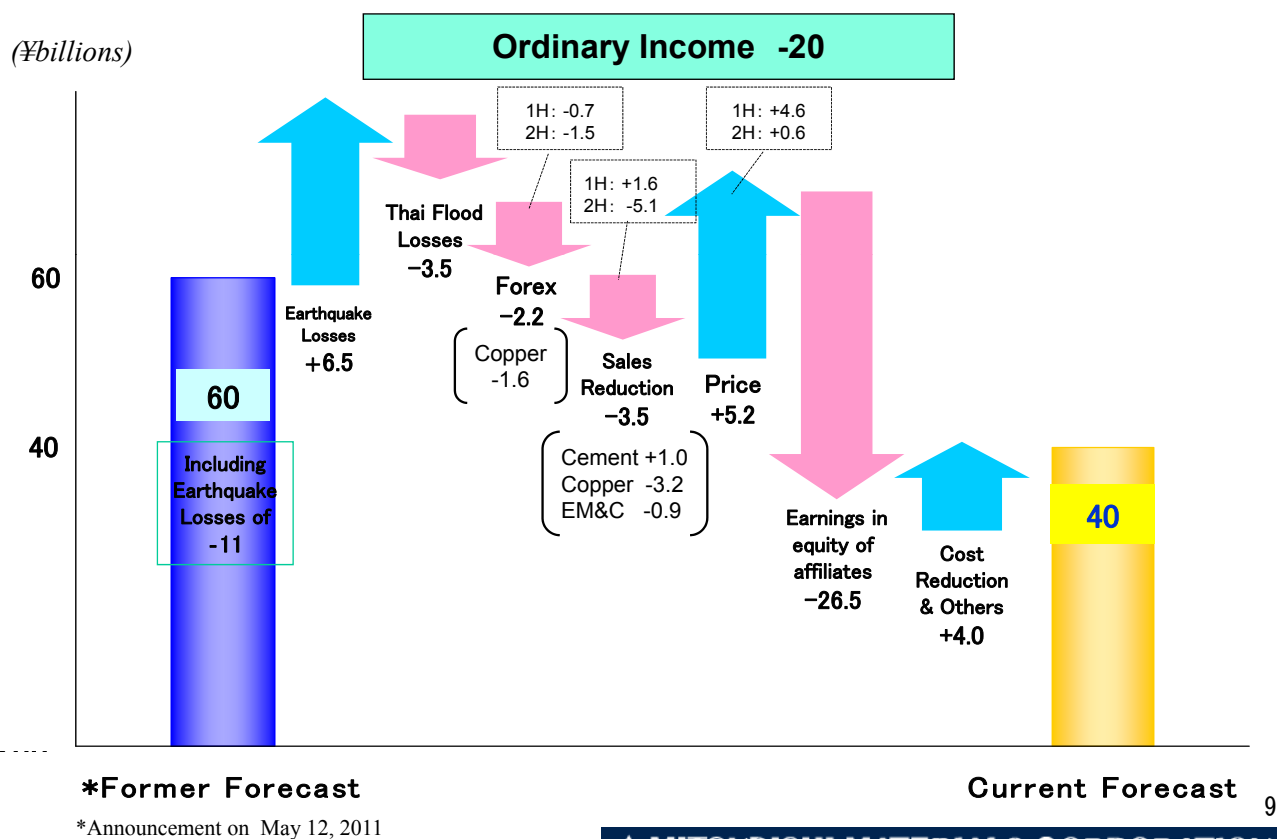 (¥billions)
Ordinary Income -20
1H: -0.7
2H: -1.5
1H: +4.6
2H: +0.6
1H: +1.6
2H: -5.1
Thai Flood
Losses
−3.5
60
Forex
−2.2
Earthquake
Losses
+6.5
Copper
-1.6
Sales
Reduction
−3.5
Price
+5.2
60
40
Including
Earthquake
Losses of
-11
Cement +1.0
Copper -3.2
EM&C -0.9
Earnings in
equity of
affiliates
−26.5
40
Cost
Reduction
& Others
+4.0
*Former Forecast
Current Forecast
9
*Announcement on May 12, 2011